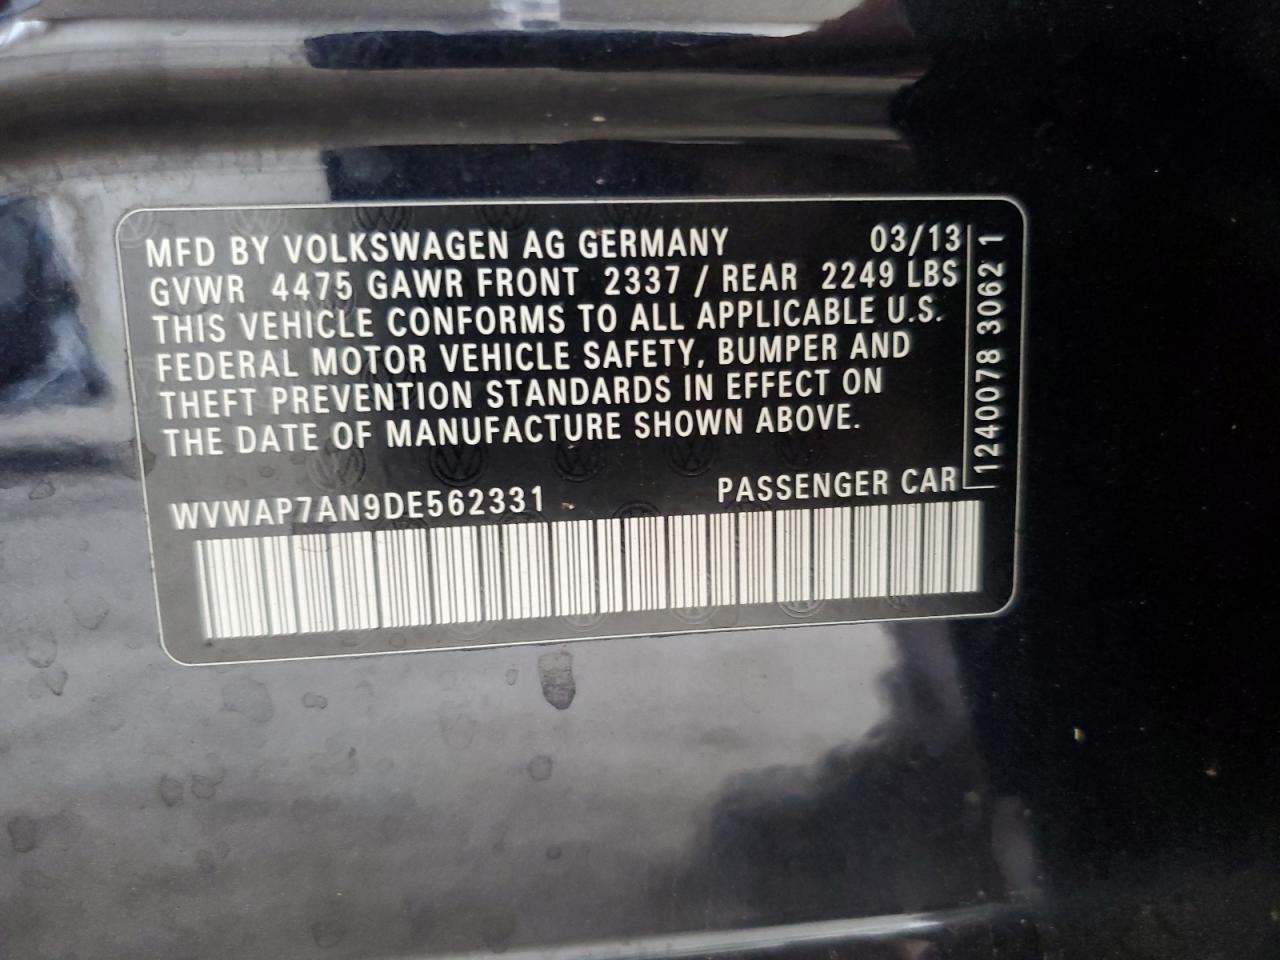 MFD BY VOLKSWAGEN AG GERMANY 03/13
GVWR 4475 GAWR FRONT 2337 / REAR 2249 LBS
THIS VEHICLE CONFORMS TO ALL APPLICABLE U.S.
FEDERAL MOTOR VEHICLE SAFETY, BUMPER AND
THEFT PREVENTION STANDARDS IN EFFECT ON
THE DATE OF MANUFACTURE SHOWN ABOVE.
WVWAP7AN9DE562331 PASSENGER CAR
1240078 3062 1